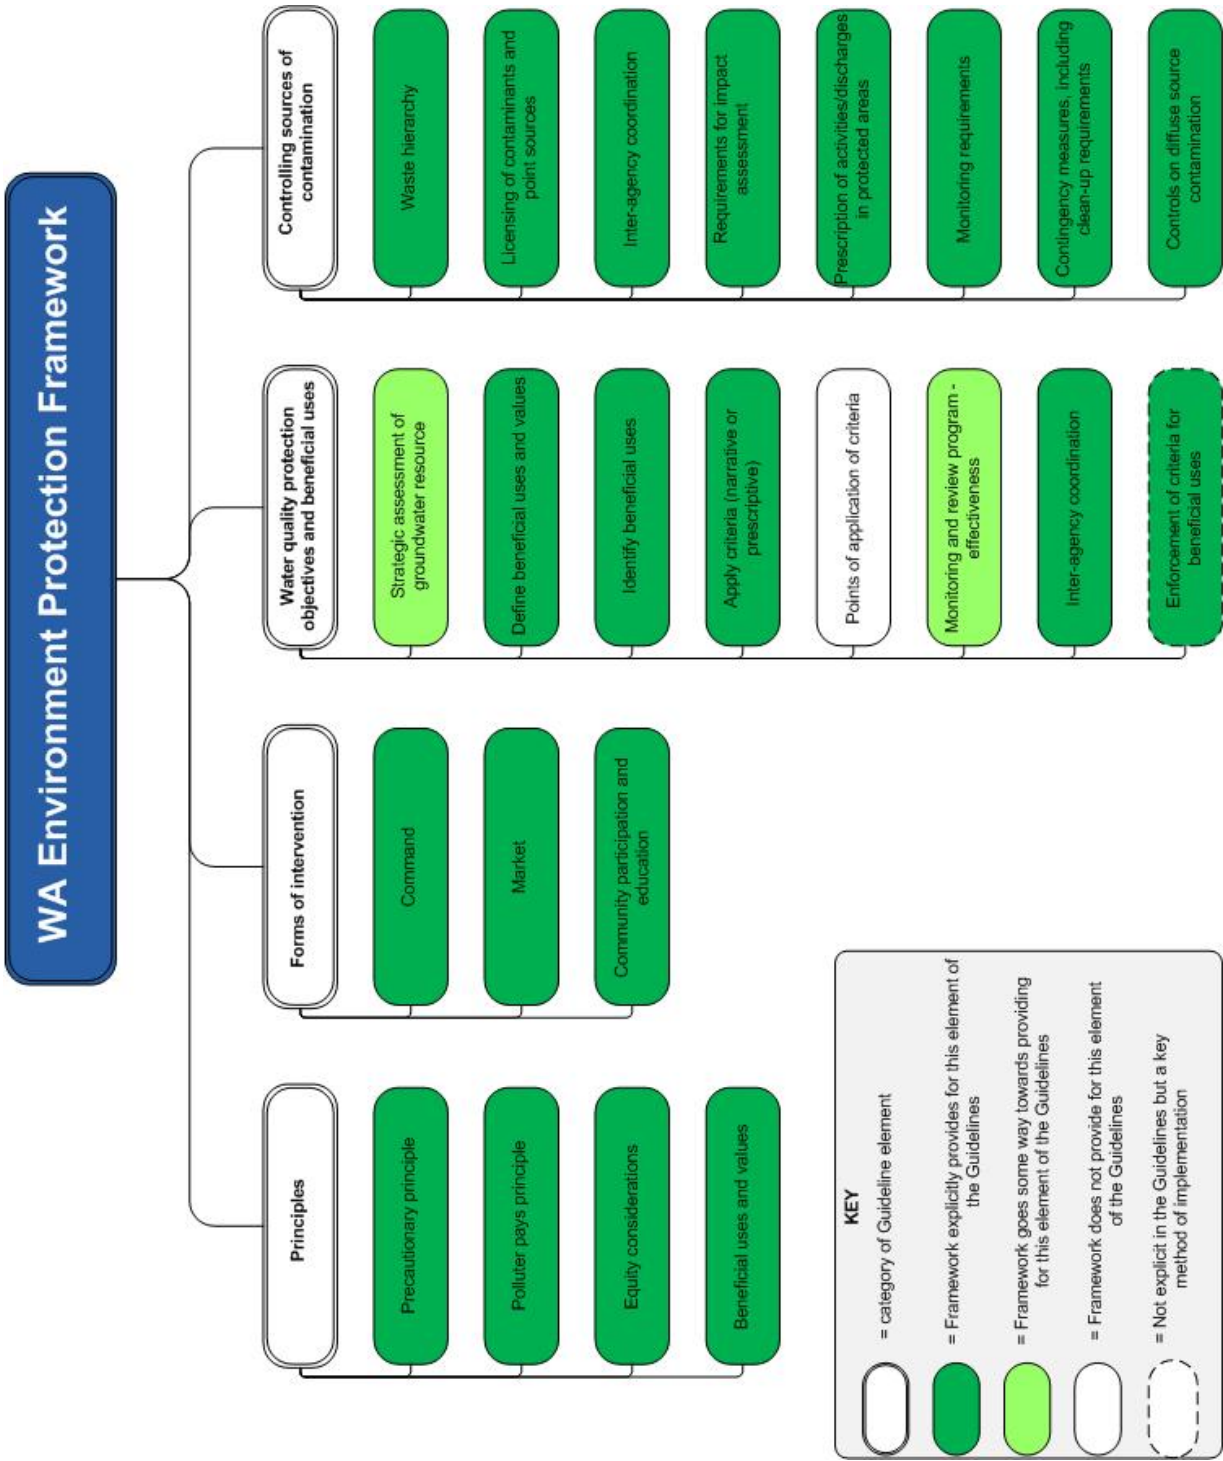 WA Environment Protection Framework
Principles
Precautionary principle
Polluter pays principle
Equity considerations
Beneficial uses and values
Forms of intervention
Command
Market
Community participation and
education
Water quality protection
objectives and beneficial uses
Strategic assessment of
groundwater resource
Define beneficial uses and values
Identify beneficial uses
Apply criteria (narrative or
prescriptive)
Points of application of criteria
Monitoring and review program -
effectiveness
Inter-agency coordination
Enforcement of criteria for
beneficial uses
Controlling sources of
contamination
Waste hierarchy
Licensing of contaminants and
point sources
Inter-agency coordination
Requirements for impact
assessment
Prescription of activities/discharges
in protected areas
Monitoring requirements
Contingency measures, including
clean-up requirements
Controls on diffuse source
contamination
KEY
= category of Guideline element
= Framework explicitly provides for this element of
the Guidelines
= Framework goes some way towards providing
for this element of the Guidelines
= Framework does not provide for this element
of the Guidelines
= Not explicit in the Guidelines but a key
method of implementation